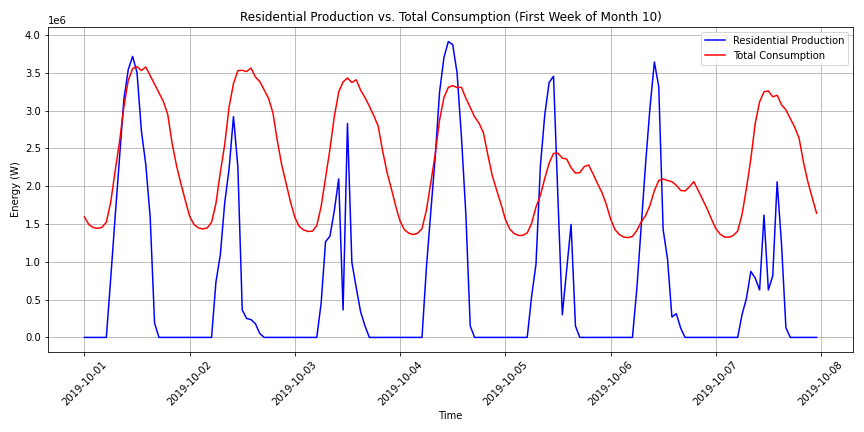 Residential Production vs. Total Consumption (First Week of Month 10)
1e6
Residential Production
Total Consumption
4.0
3.5
3.0
2.5
2.0
1.5
1.0
0.5
0.0
Energy (W)
2019-10-01
2019-10-02
2019-10-03
2019-10-04
2019-10-05
2019-10-06
2019-10-07
2019-10-08
Time